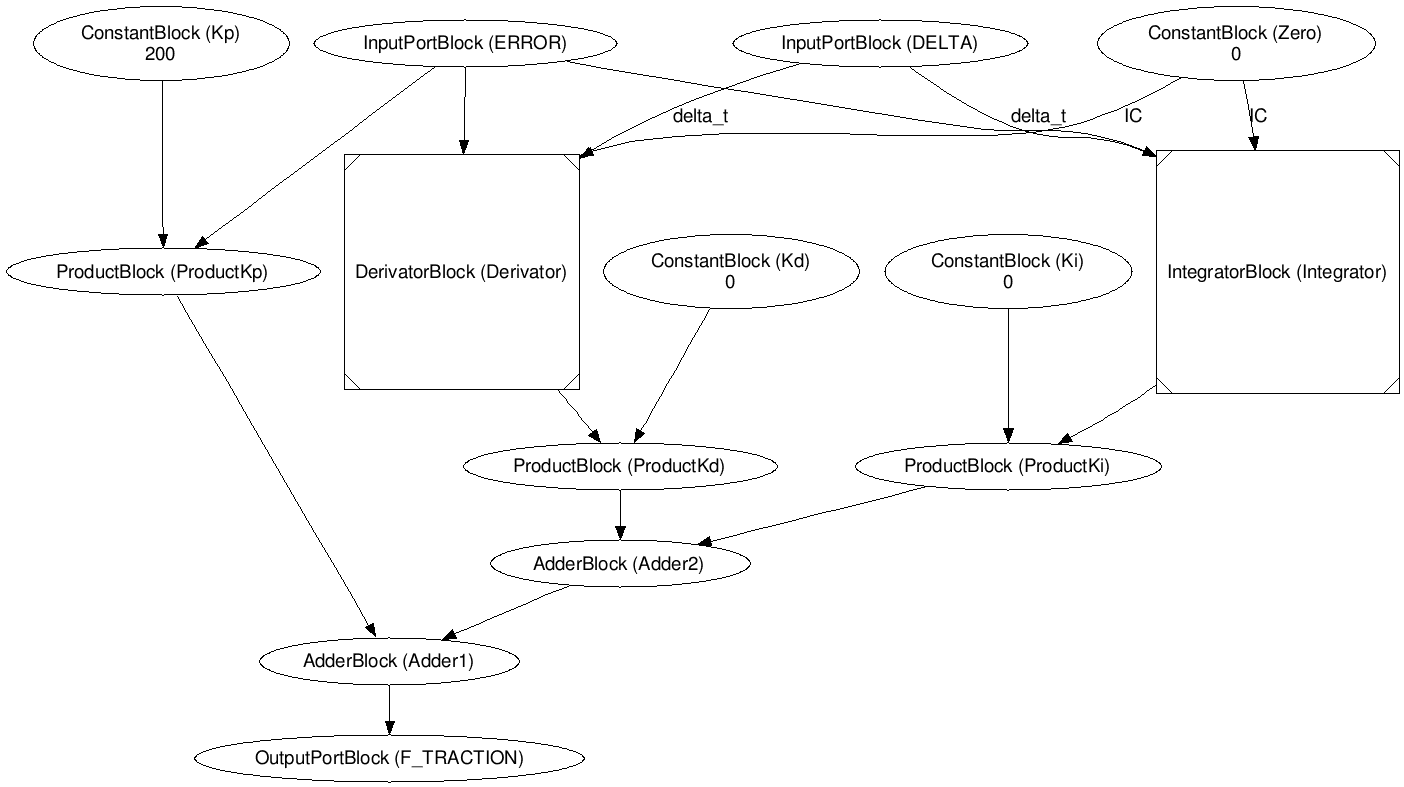 ConstantBlock (Kp)
200
InputPortBlock (ERROR)
InputPortBlock (DELTA)
ConstantBlock (Zero)
0
delta_t
delta_t
IC
IC
ProductBlock (ProductKp)
DerivatorBlock (Derivator)
ConstantBlock (Kd)
0
ConstantBlock (Ki)
0
IntegratorBlock (Integrator)
ProductBlock (ProductKd)
ProductBlock (ProductKi)
AdderBlock (Adder2)
AdderBlock (Adder1)
OutputPortBlock (F_TRACTION)